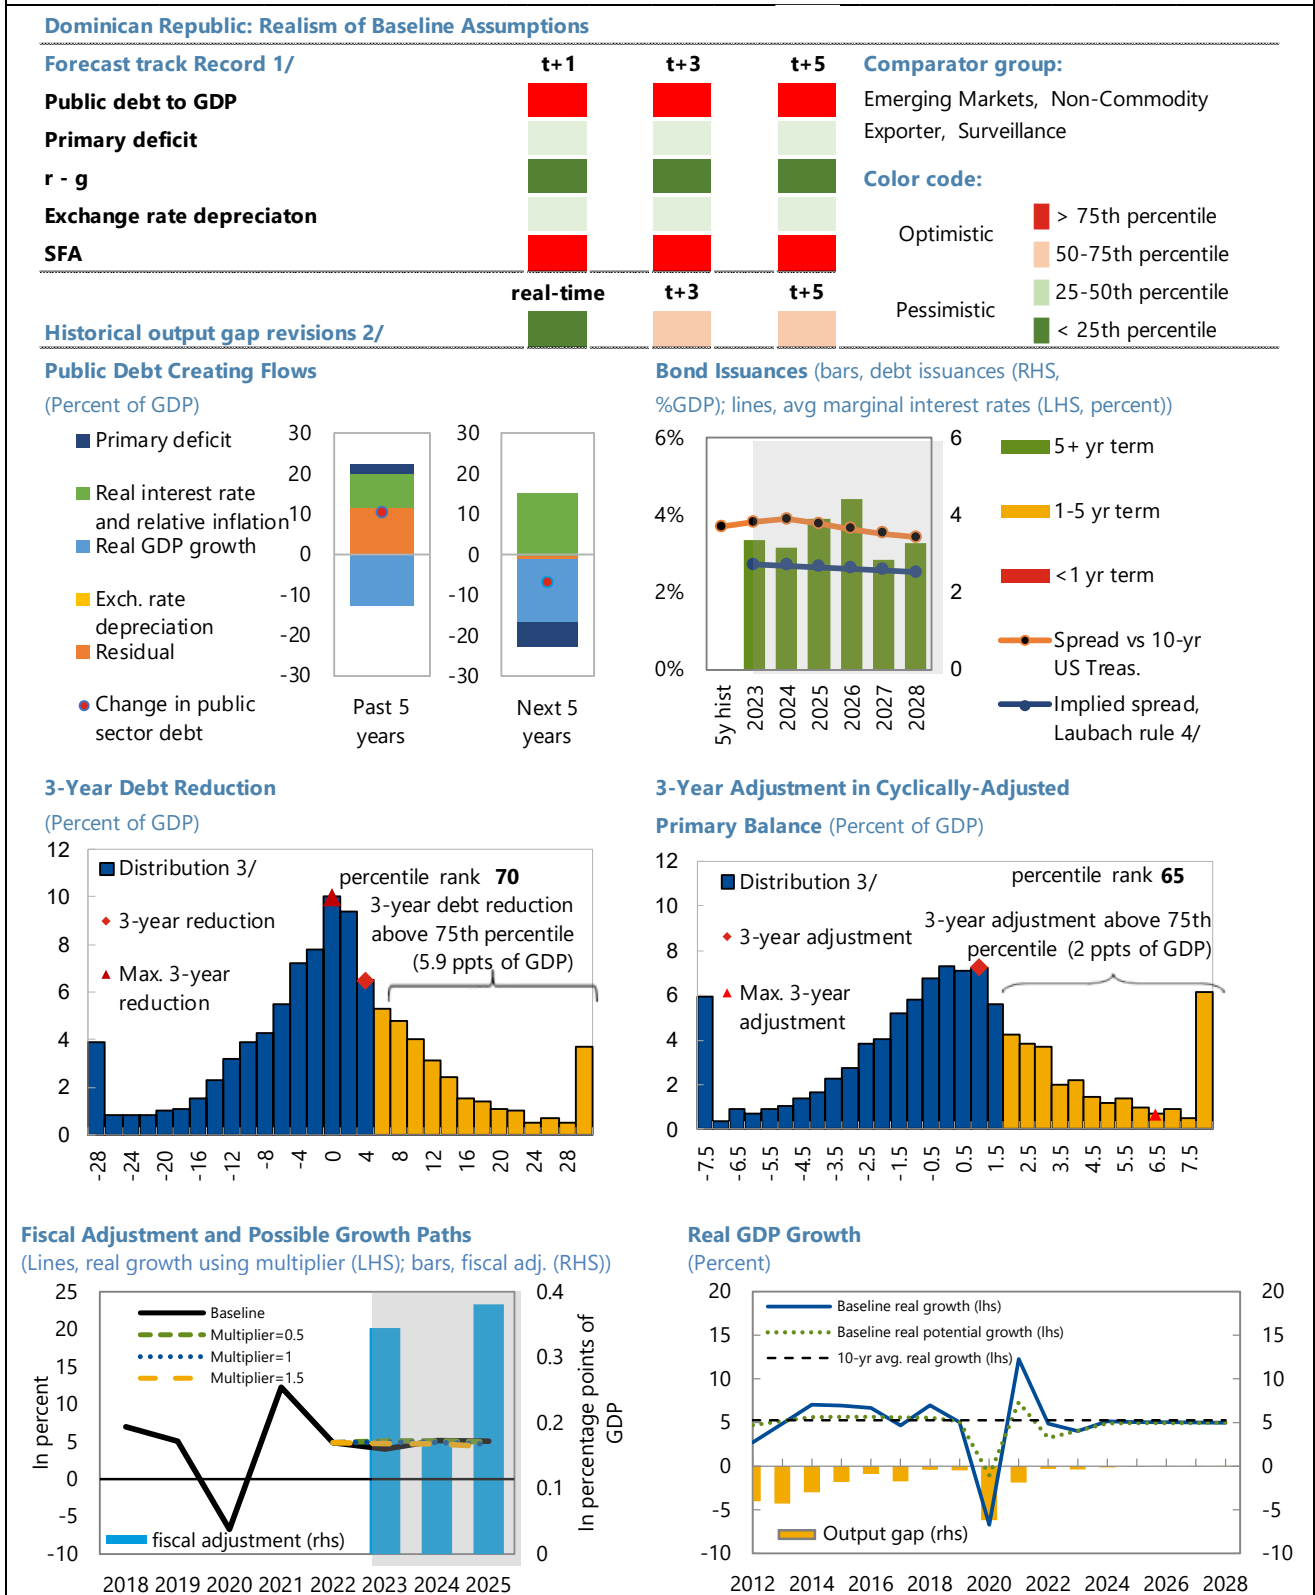 Dominican Republic: Realism of Baseline Assumptions
Forecast track Record 1/ t+1 t+3 t+5 Comparator group:
Public debt to GDP Emerging Markets, Non-Commodity
Primary deficit Exporter, Surveillance
r - g Color code:
Exchange rate depreciaton Optimistic > 75th percentile
SFA 50-75th percentile
real-time t+3 t+5 Pessimistic 25-50th percentile
Historical output gap revisions 2/ < 25th percentile
Public Debt Creating Flows
(Percent of GDP)
Primary deficit
Real interest rate
and relative inflation
Real GDP growth
Exch. rate
depreciation
Residual
Change in public
sector debt
30
20
10
0
-10
-20
-30
Past 5
years
30
20
10
0
-10
-20
-30
Next 5
years
Bond Issuances (bars, debt issuances (RHS,
%GDP); lines, avg marginal interest rates (LHS, percent))
6%
4%
2%
0%
6
4
2
0
5y hist 2023 2024 2025 2026 2027 2028
5+ yr term
1-5 yr term
<1 yr term
Spread vs 10-yr
US Treas.
Implied spread,
Laubach rule 4/
3-Year Debt Reduction
(Percent of GDP)
12
10
8
6
4
2
0
Distribution 3/
3-year reduction
Max. 3-year
reduction
percentile rank 70
3-year debt reduction
above 75th percentile
(5.9 ppts of GDP)
-28 -24 -20 -16 -12 -8 -4 0 4 8 12 16 20 24 28
3-Year Adjustment in Cyclically-Adjusted
Primary Balance (Percent of GDP)
12
10
8
6
4
2
0
Distribution 3/
3-year adjustment
Max. 3-year
adjustment
percentile rank 65
3-year adjustment above 75th
percentile (2 ppts of GDP)
-7.5 -6.5 -5.5 -4.5 -3.5 -2.5 -1.5 -0.5 0.5 1.5 2.5 3.5 4.5 5.5 6.5 7.5
Fiscal Adjustment and Possible Growth Paths
(Lines, real growth using multiplier (LHS); bars, fiscal adj. (RHS))
In percent
25
20
15
10
5
0
-5
-10
Baseline
Multiplier=0.5
Multiplier=1
Multiplier=1.5
fiscal adjustment (rhs)
0.4
0.3
0.2
0.1
0
In percentage points of
GDP
2018 2019 2020 2021 2022 2023 2024 2025
Real GDP Growth
(Percent)
20
15
10
5
0
-5
-10
Baseline real growth (lhs)
Baseline real potential growth (lhs)
10-yr avg. real growth (lhs)
Output gap (rhs)
20
15
10
5
0
-5
-10
2012 2014 2016 2018 2020 2022 2024 2026 2028